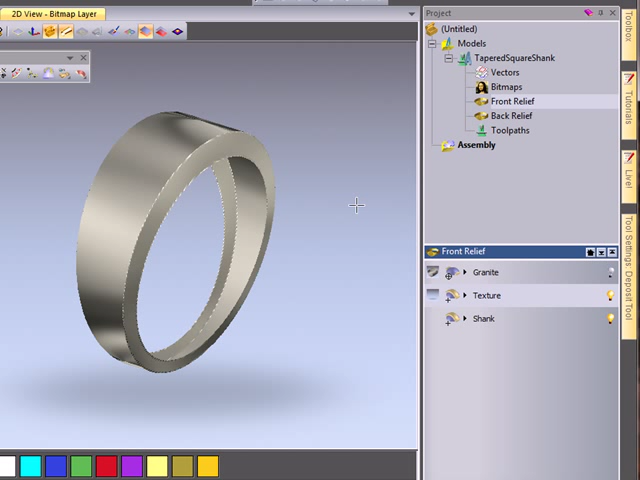 2D View - Bitmap Layer
Project
(Untitled)
Models
TaperedSquareShank
Vectors
Bitmaps
Front Relief
Back Relief
Toolpaths
Assembly
Front Relief
Granite
Texture
Shank
Toolbox
Tutorials
Live!
Tool Settings: Deposit Tool